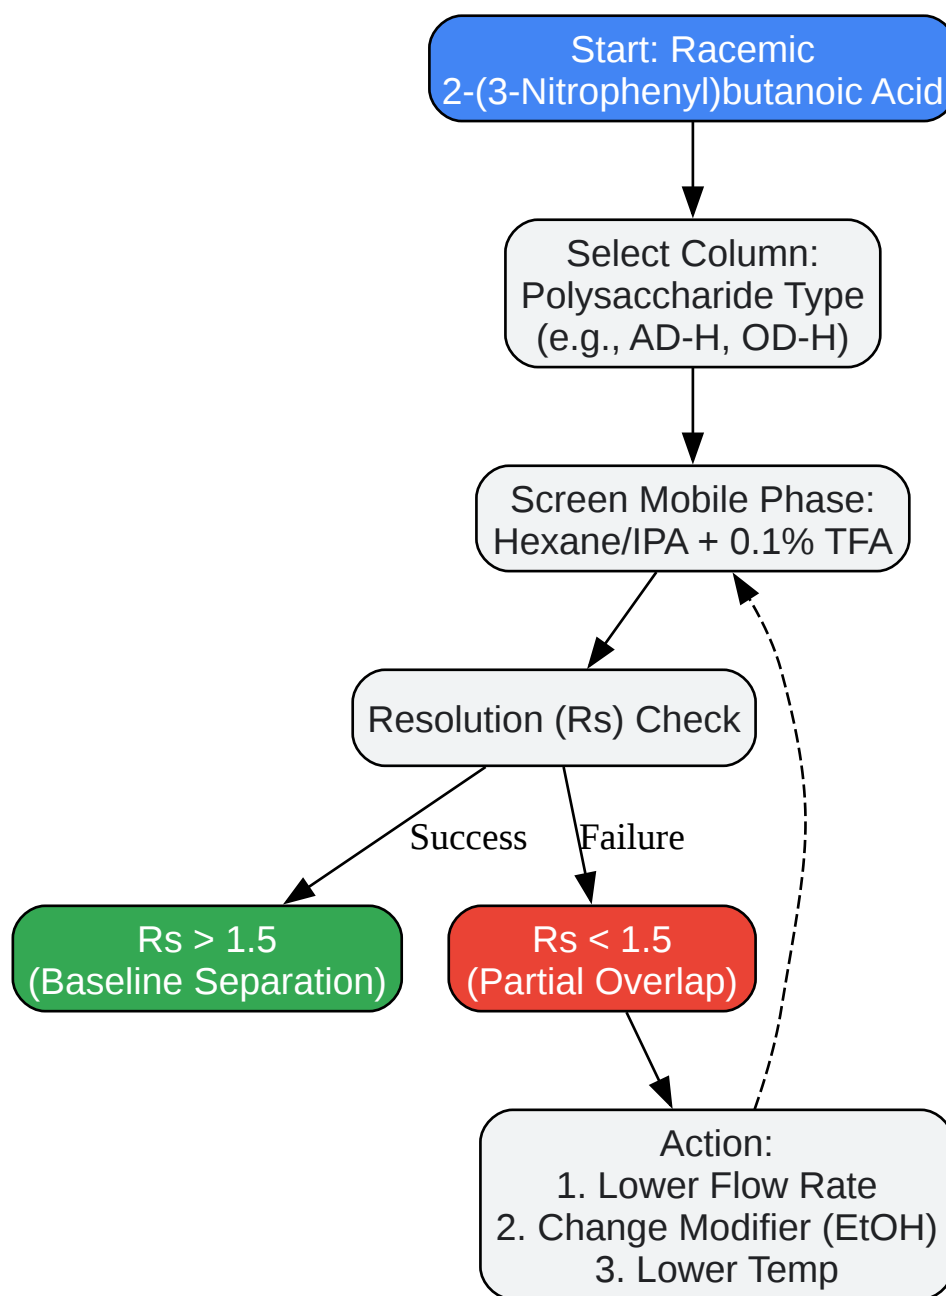 Start: Racemic
2-(3-Nitrophenyl)butanoic Acid
Select Column:
Polysaccharide Type
(e.g., AD-H, OD-H)
Screen Mobile Phase:
Hexane/IPA + 0.1% TFA
Resolution (Rs) Check
Success
Failure
Rs > 1.5
(Baseline Separation)
Rs < 1.5
(Partial Overlap)
Action:
1. Lower Flow Rate
2. Change Modifier (EtOH)
3. Lower Temp